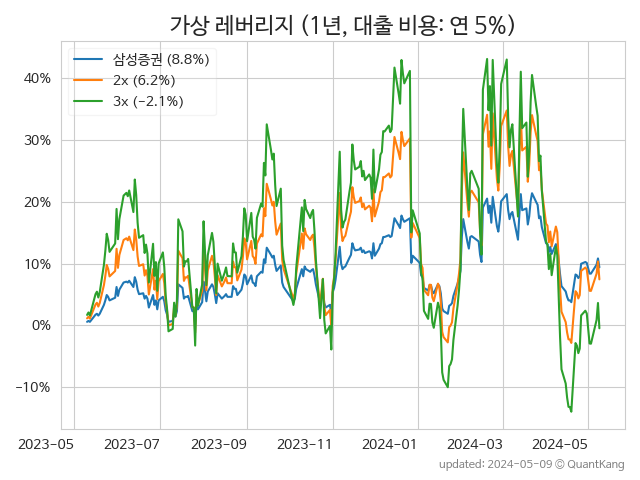 가상 레버리지 (1년, 대출 비용: 연 5%)
삼성증권 (8.8%)
2x (6.2%)
3x (−2.1%)
40%
30%
20%
10%
0%
−10%
2023-05 2023-07 2023-09 2023-11 2024-01 2024-03 2024-05
updated: 2024-05-09 © QuantKang